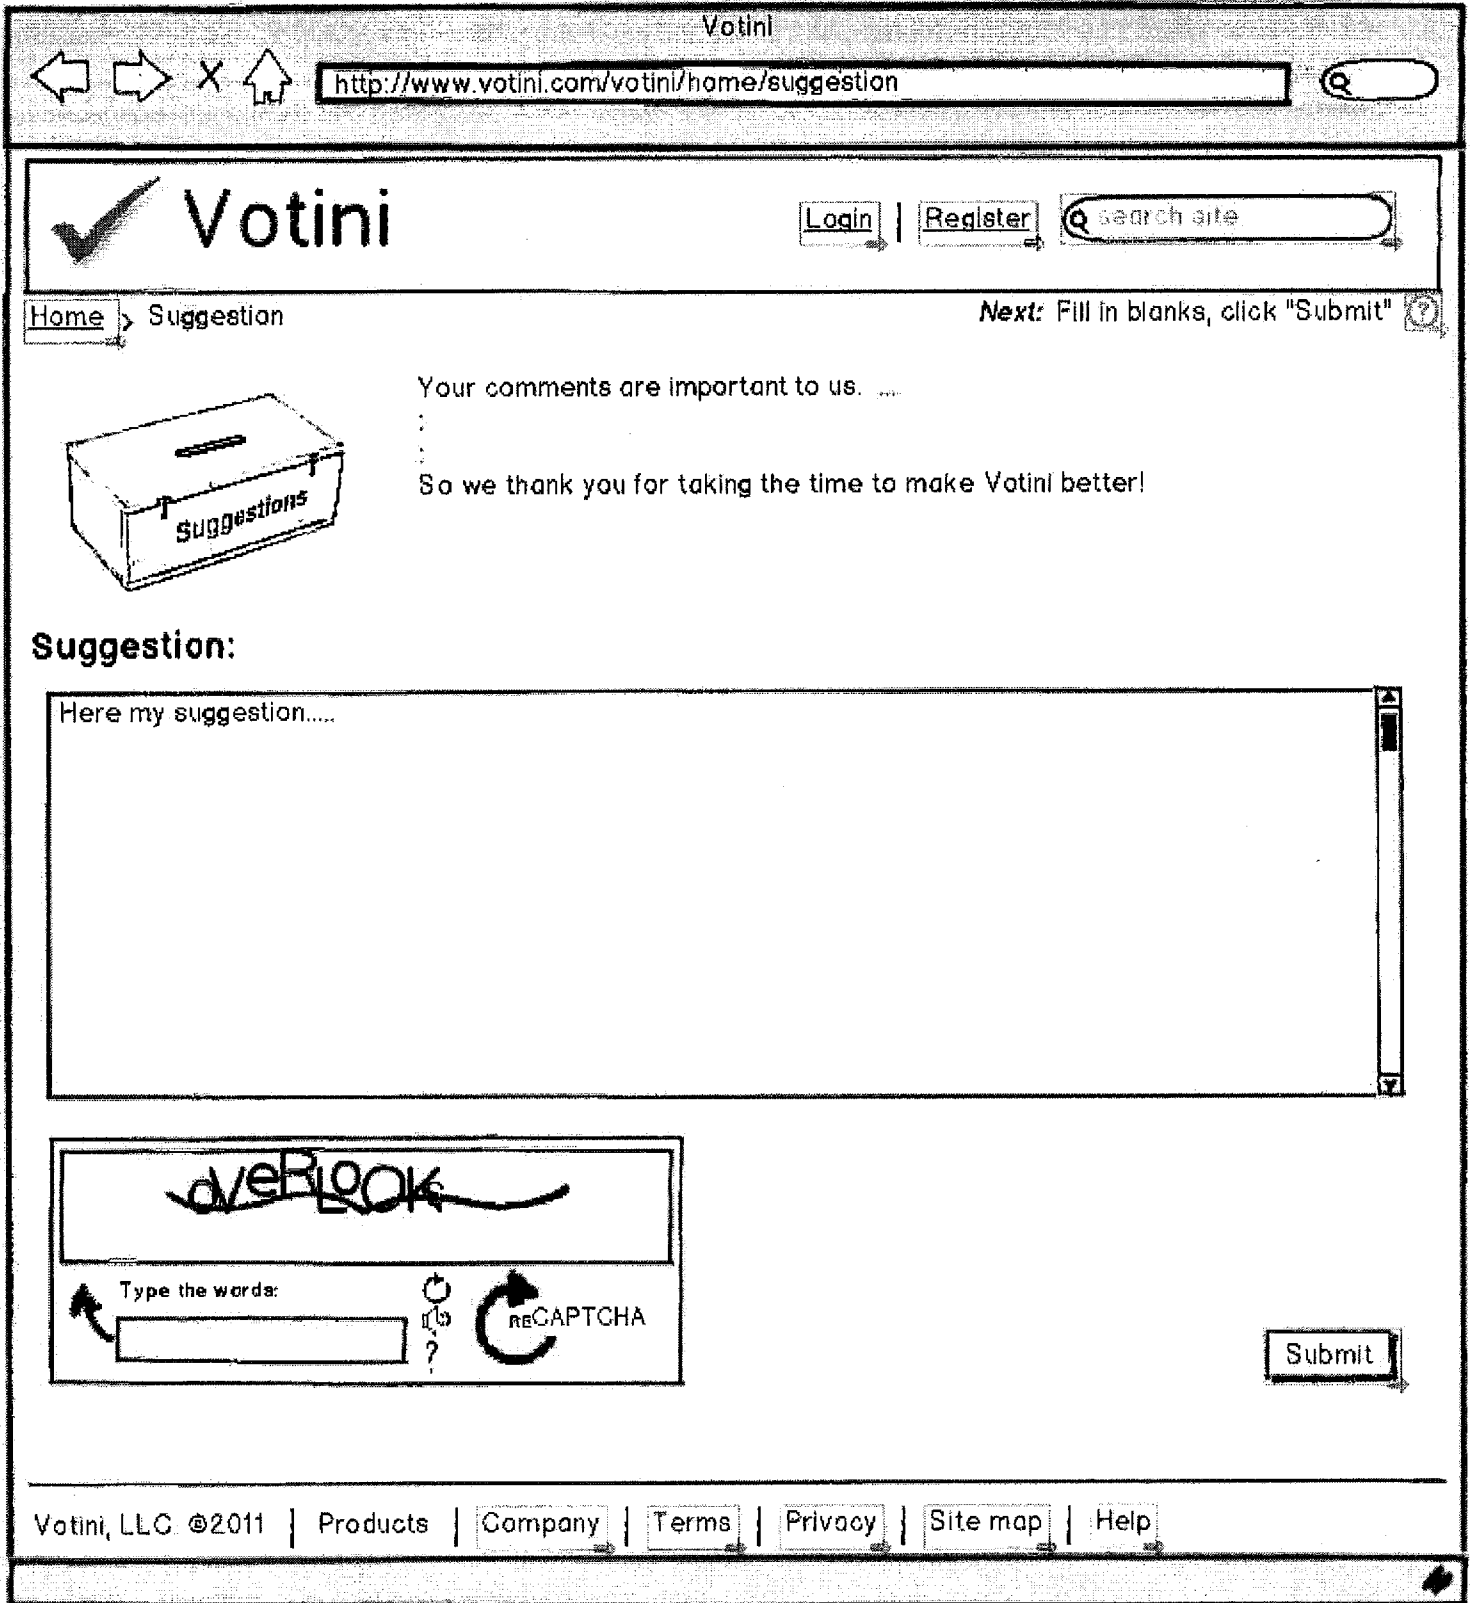 Votini
http://www.votini.com/votini/home/suggestion
Votini
Login | Register search site
Home > Suggestion
Next: Fill in blanks, click "Submit" ?
Your comments are important to us. ....
:
:
So we thank you for taking the time to make Votini better!
Suggestions
Suggestion:
Here my suggestion.....
oVeRLooKs
Type the words:
?
reCAPTCHA
Submit
Votini, LLC ©2011 | Products | Company | Terms | Privacy | Site map | Help